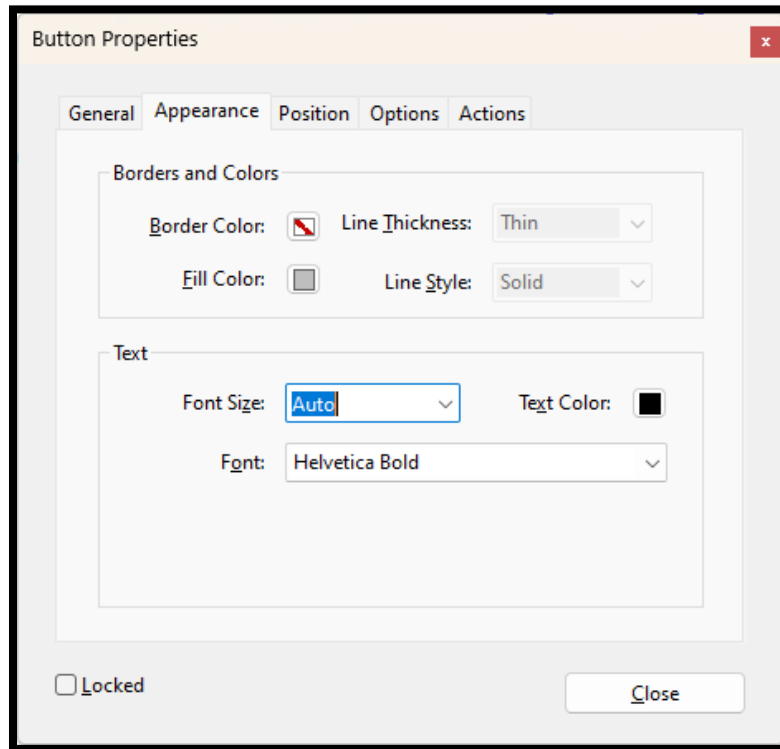 Button Properties
x
General Appearance Position Options Actions
Borders and Colors
Border Color: Line Thickness: Thin
Fill Color: Line Style: Solid
Text
Font Size: Auto Text Color:
Font: Helvetica Bold
Locked Close